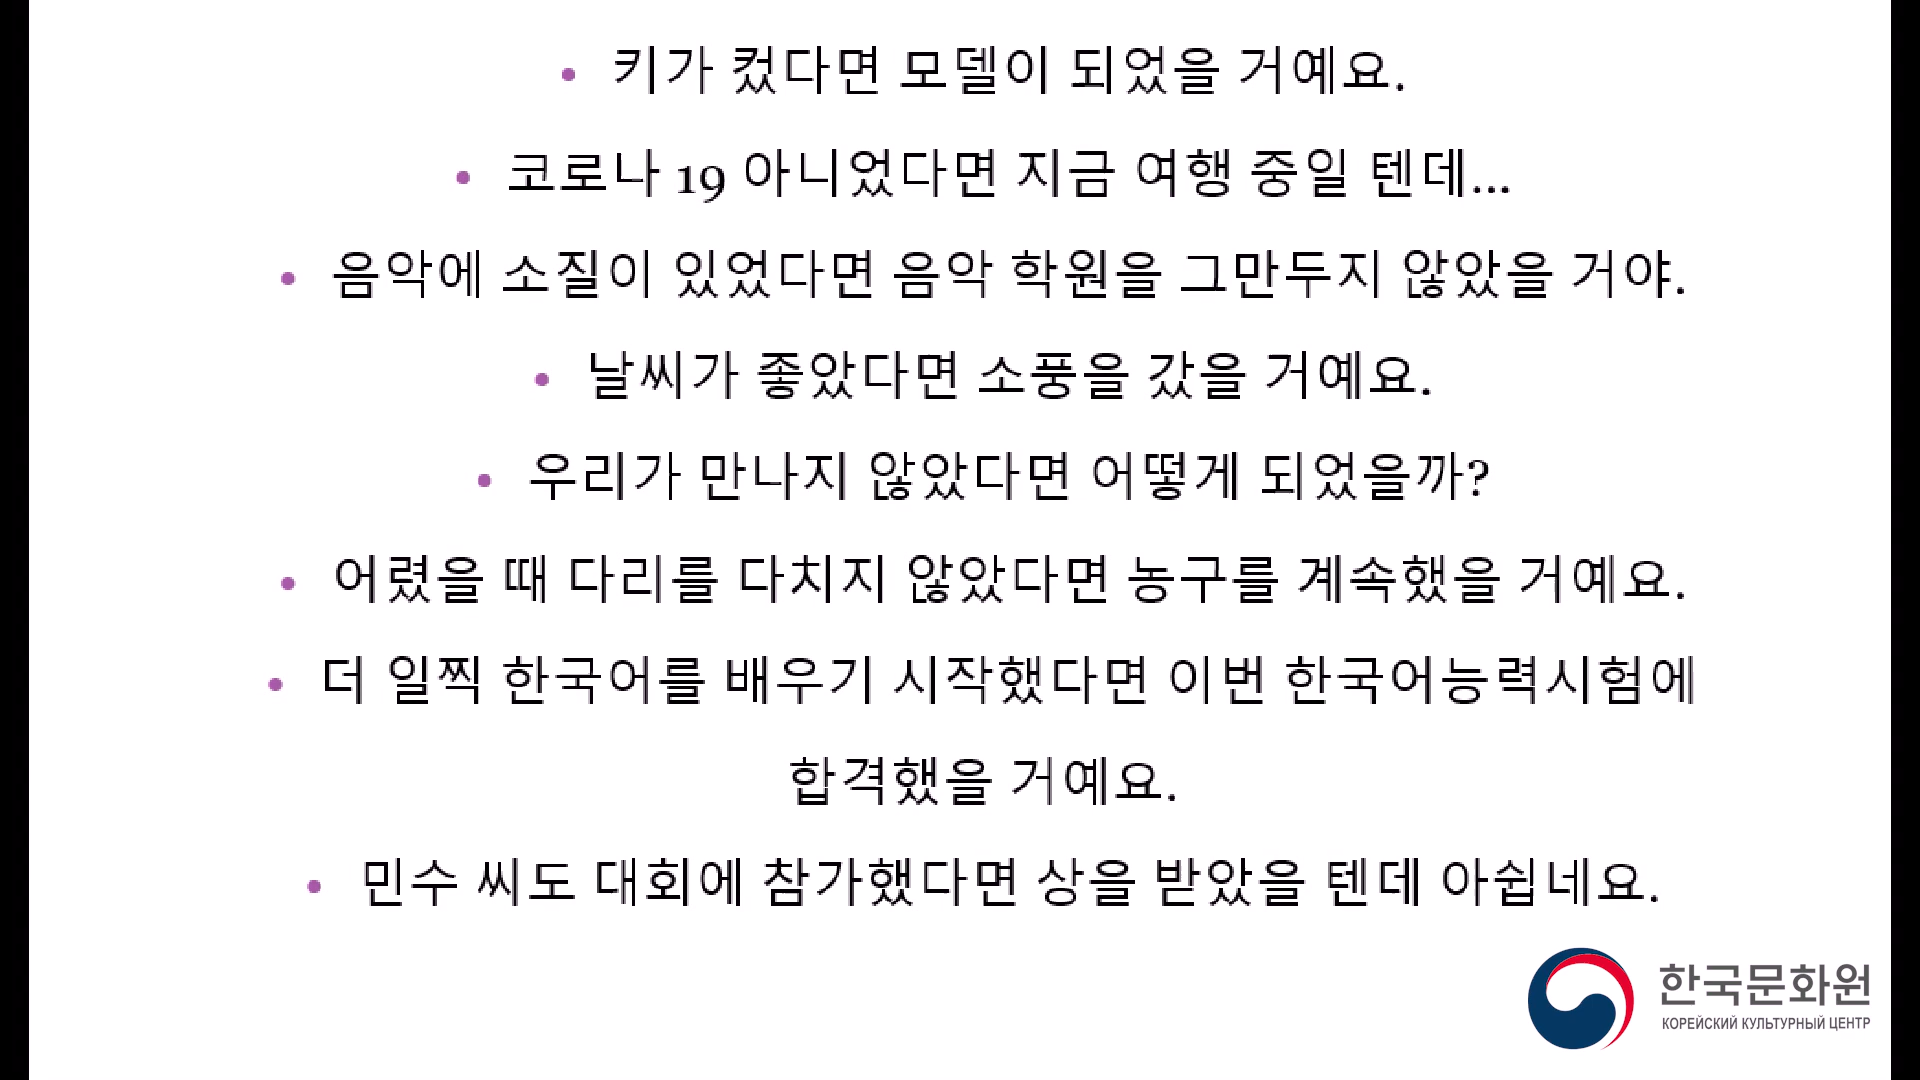 • 키가 컸다면 모델이 되었을 거예요.
• 코로나 19 아니었다면 지금 여행 중일 텐데...
• 음악에 소질이 있었다면 음악 학원을 그만두지 않았을 거야.
• 날씨가 좋았다면 소풍을 갔을 거예요.
• 우리가 만나지 않았다면 어떻게 되었을까?
• 어렸을 때 다리를 다치지 않았다면 농구를 계속했을 거예요.
• 더 일찍 한국어를 배우기 시작했다면 이번 한국어능력시험에
합격했을 거예요.
• 민수 씨도 대회에 참가했다면 상을 받았을 텐데 아쉽네요.
한국문화원
КОРЕЙСКИЙ КУЛЬТУРНЫЙ ЦЕНТР